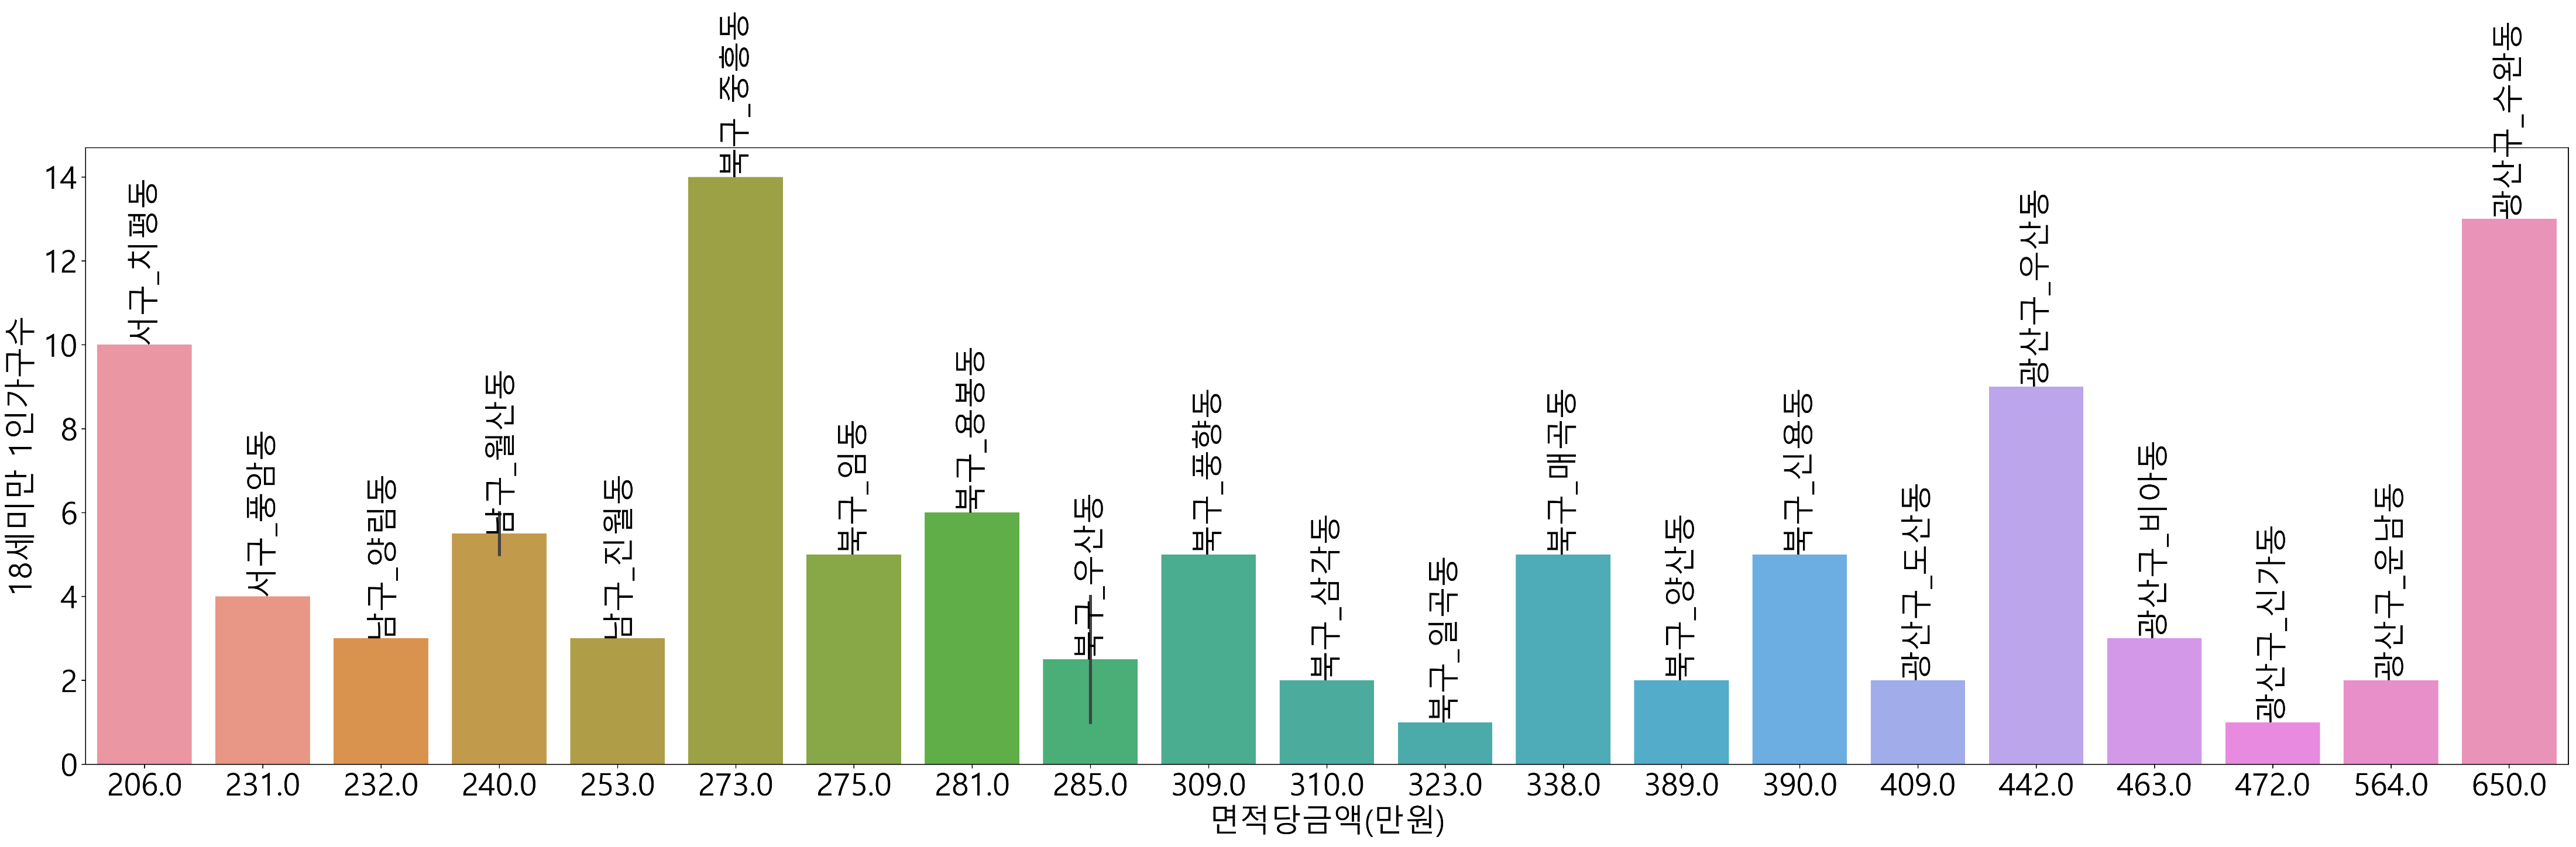 18세미만 1인가구수
14
12
10
8
6
4
2
0
서구_치평동
서구_풍암동
남구_양림동
남구_월산동
남구_진월동
북구_중흥동
북구_임동
북구_용봉동
북구_우산동
북구_풍향동
북구_삼각동
북구_일곡동
북구_매곡동
북구_양산동
북구_신용동
광산구_도산동
광산구_우산동
광산구_비아동
광산구_신가동
광산구_운남동
광산구_수완동
206.0 231.0 232.0 240.0 253.0 273.0 275.0 281.0 285.0 309.0 310.0 323.0 338.0 389.0 390.0 409.0 442.0 463.0 472.0 564.0 650.0
면적당금액(만원)